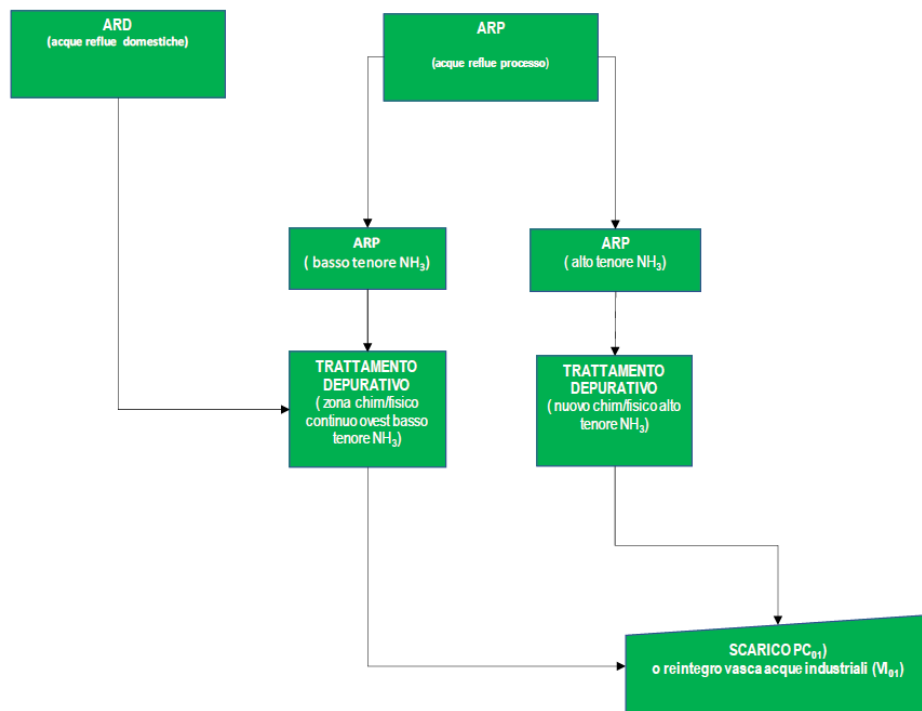 ARD
(acque reflue domestiche)
ARP
(acque reflue processo)
ARP
( basso tenore NH₃)
ARP
( alto tenore NH₃)
TRATTAMENTO
DEPURATIVO
( zona chim/fisico
continuo ovest basso
tenore NH₃)
TRATTAMENTO
DEPURATIVO
( nuovo chim/fisico alto
tenore NH₃)
SCARICO PC₀₁)
o reintegro vasca acque industriali (VI₀₁)